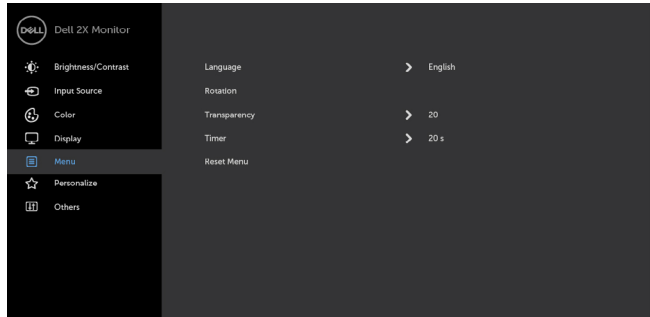 DELL Dell 2X Monitor
Brightness/Contrast
Input Source
Color
Display
Menu
Personalize
Others
Language English
Rotation
Transparency 20
Timer 20 s
Reset Menu